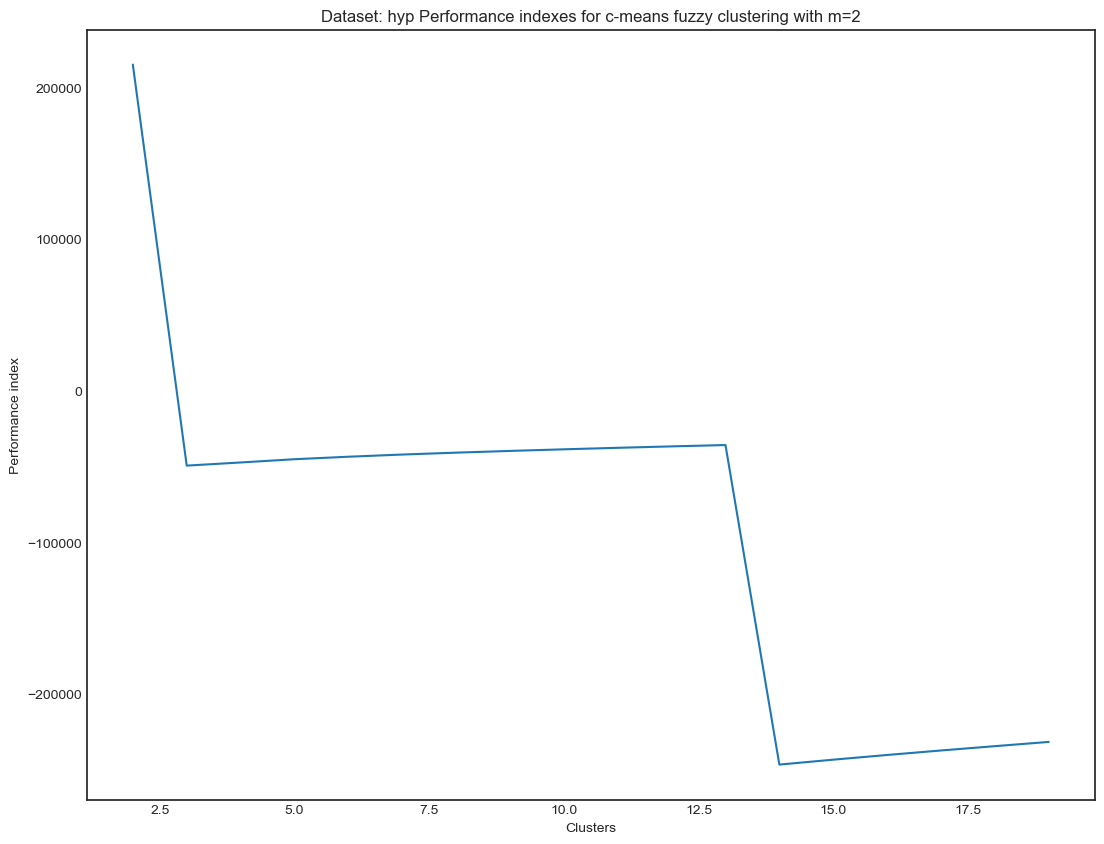 Dataset: hyp Performance indexes for c-means fuzzy clustering with m=2
200000
100000
0
−100000
−200000
Performance index
2.5 5.0 7.5 10.0 12.5 15.0 17.5
Clusters